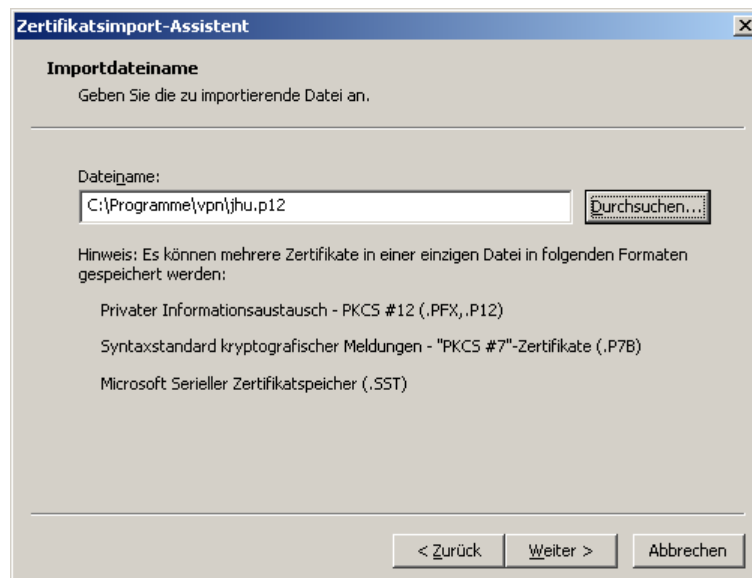 Zertifikatsimport-Assistent
Importdateiname
Geben Sie die zu importierende Datei an.
Dateiname:
C:\Programme\vpn\jhu.p12
Durchsuchen...
Hinweis: Es können mehrere Zertifikate in einer einzigen Datei in folgenden Formaten
gespeichert werden:
Privater Informationsaustausch - PKCS #12 (.PFX,.P12)
Syntaxstandard kryptografischer Meldungen - "PKCS #7"-Zertifikate (.P7B)
Microsoft Serieller Zertifikatspeicher (.SST)
< Zurück
Weiter >
Abbrechen